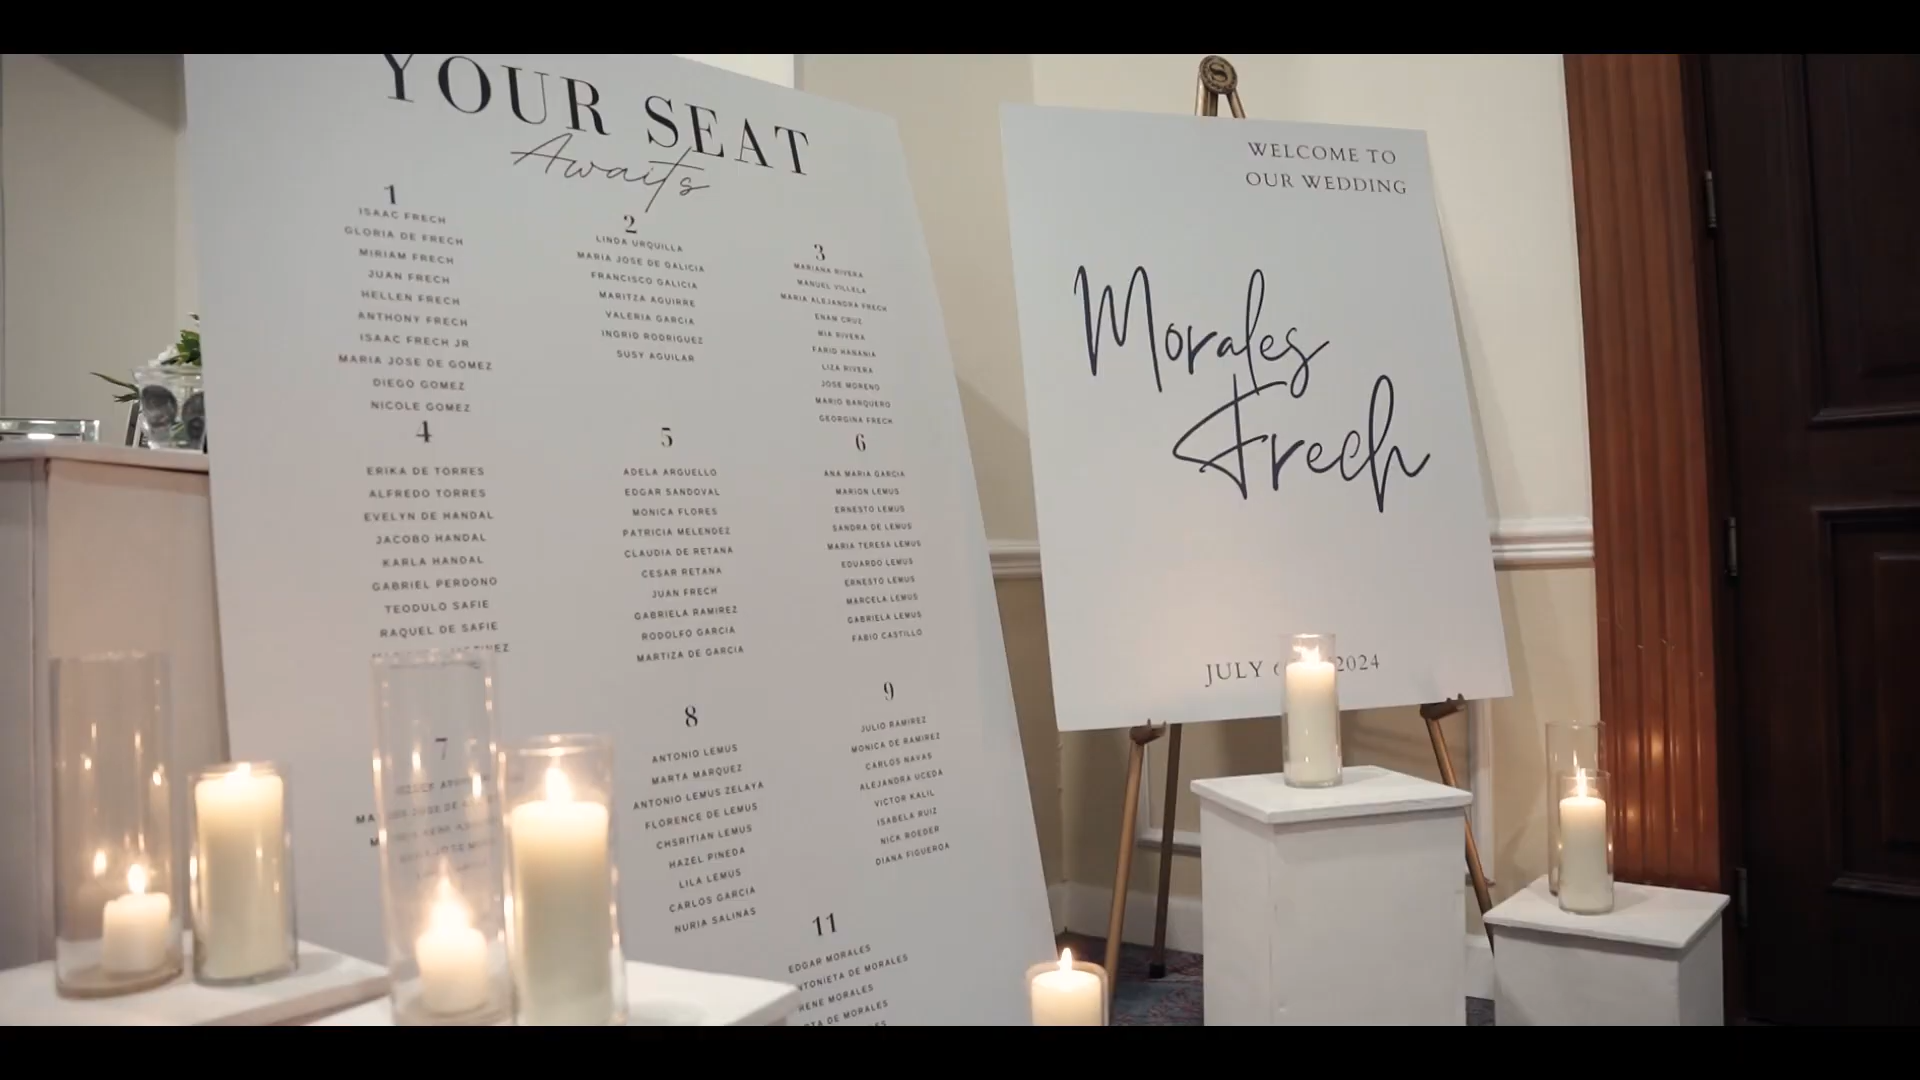 YOUR SEAT
Awaits
1
ISAAC FRECH
GLORIA DE FRECH
MIRIAM FRECH
JUAN FRECH
HELLEN FRECH
ANTHONY FRECH
ISAAC FRECH JR
MARIA JOSE DE GOMEZ
DIEGO GOMEZ
NICOLE GOMEZ
2
LINDA URQUILLA
MARIA JOSE DE GALICIA
FRANCISCO GALICIA
MARITZA AGUIRRE
VALERIA GARCIA
INGRID RODRIGUEZ
SUSY AGUILAR
3
MARIANA RIVERA
MANUEL VILLELA
MARIA ALEJANDRA FRECH
ENAN CRUZ
MIA RIVERA
FARID HANANIA
LIZA RIVERA
JOSE MORENO
MARIO BANQUERO
GEORGINA FRECH
4
ERIKA DE TORRES
ALFREDO TORRES
EVELYN DE HANDAL
JACOBO HANDAL
KARLA HANDAL
GABRIEL PERDONO
TEODULO SAFIE
RAQUEL DE SAFIE
5
ADELA ARGUELLO
EDGAR SANDOVAL
MONICA FLORES
PATRICIA MELENDEZ
CLAUDIA DE RETANA
CESAR RETANA
JUAN FRECH
GABRIELA RAMIREZ
RODOLFO GARCIA
MARTIZA DE GARCIA
6
ANA MARIA GARCIA
MARION LEMUS
ERNESTO LEMUS
SANDRA DE LEMUS
MARIA TERESA LEMUS
EDUARDO LEMUS
ERNESTO LEMUS
MARCELA LEMUS
GABRIELA LEMUS
FABIO CASTILLO
7
8
ANTONIO LEMUS
MARTA MARQUEZ
ANTONIO LEMUS ZELAYA
FLORENCE DE LEMUS
CHSRITIAN LEMUS
HAZEL PINEDA
LILA LEMUS
CARLOS GARCIA
NURIA SALINAS
9
JULIO RAMIREZ
MONICA DE RAMIREZ
CARLOS NAVAS
ALEJANDRA UCEDA
VICTOR KALIL
ISABELA RUIZ
NICK ROEDER
DIANA FIGUEROA
11
EDGAR MORALES
NTONIETA DE MORALES
RENE MORALES
TA DE MORALES
S
WELCOME TO
OUR WEDDING
Morales
Frech
JULY 2024